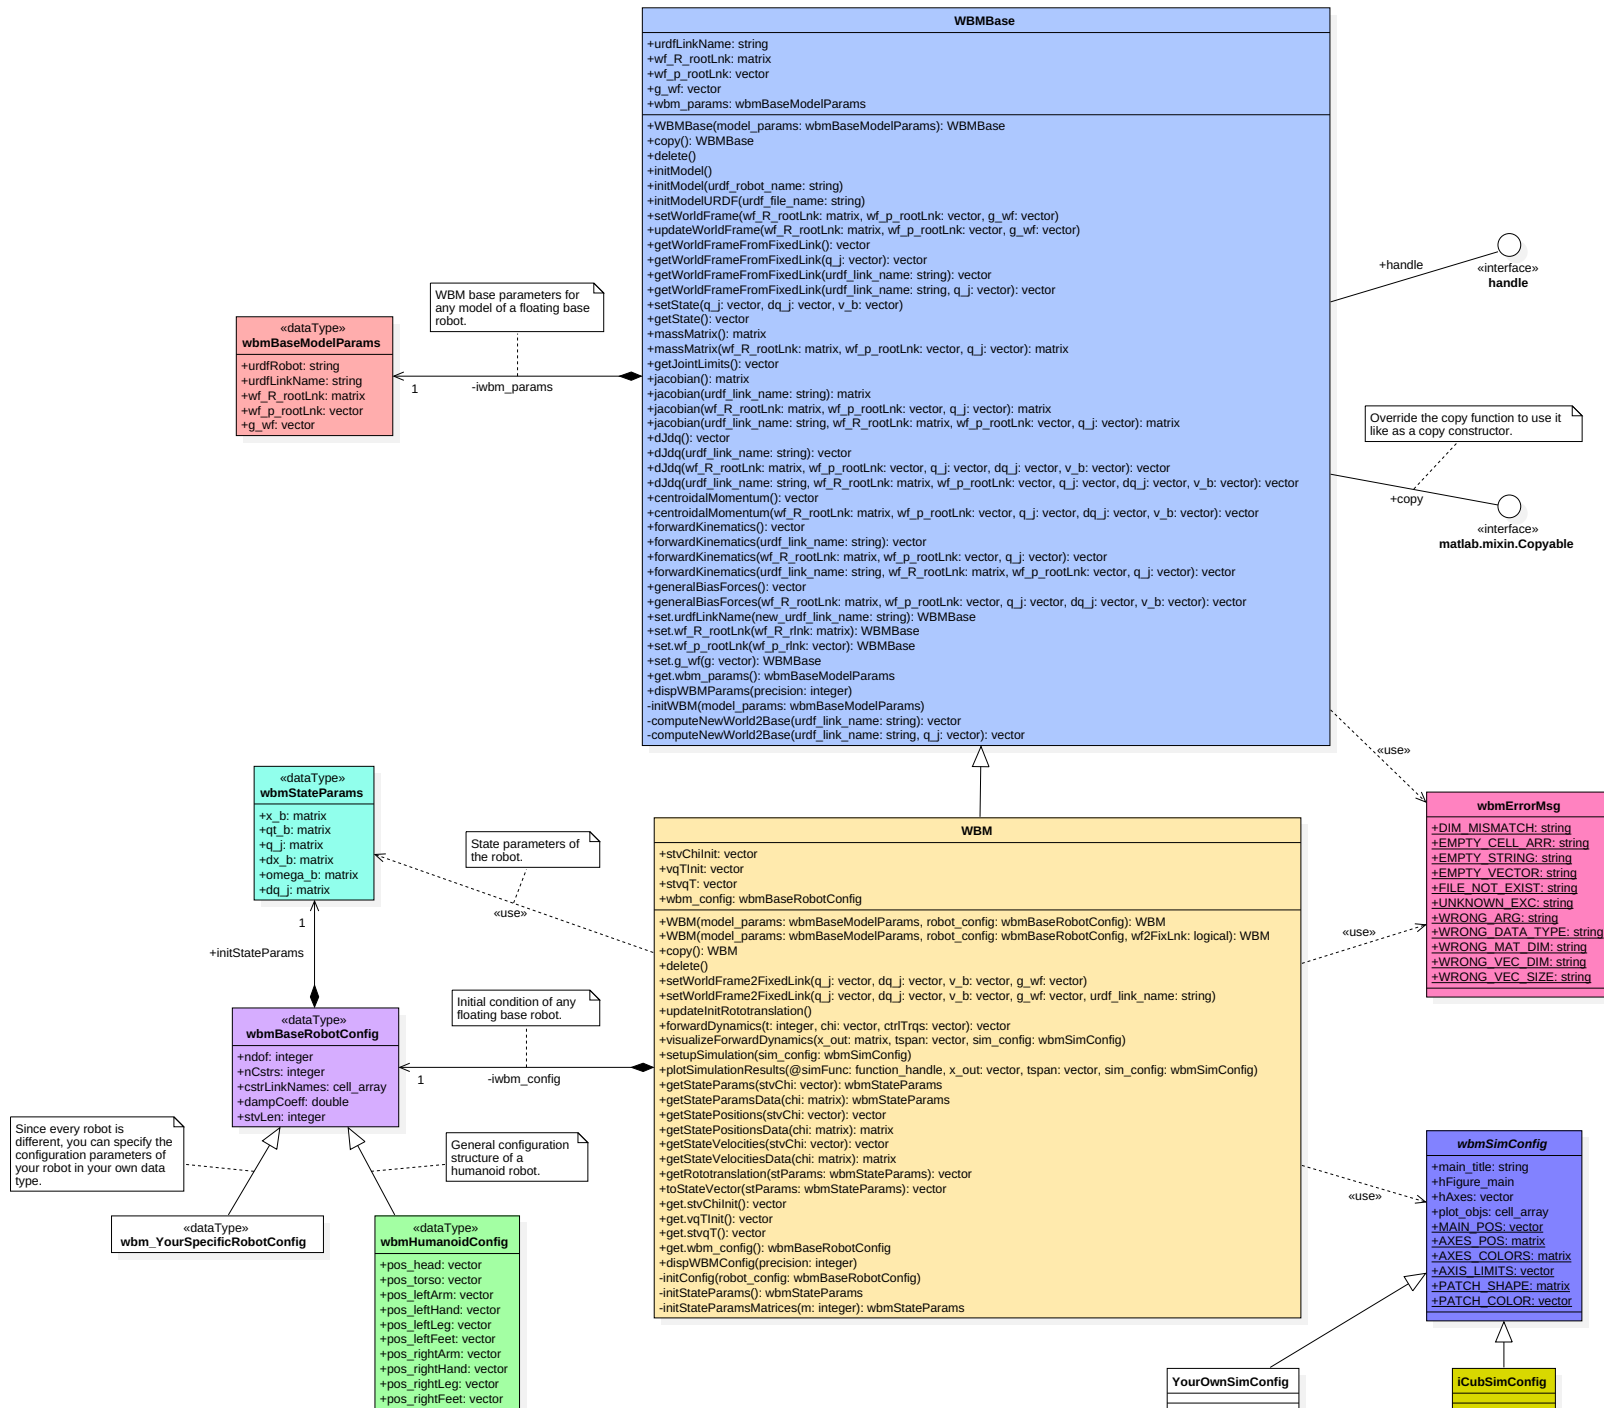 WBMBase
+urdfLinkName: string
+wf_R_rootLnk: matrix
+wf_p_rootLnk: vector
+g_wf: vector
+wbm_params: wbmBaseModelParams
+WBMBase(model_params: wbmBaseModelParams): WBMBase
+copy(): WBMBase
+delete()
+initModel()
+initModel(urdf_robot_name: string)
+initModelURDF(urdf_file_name: string)
+setWorldFrame(wf_R_rootLnk: matrix, wf_p_rootLnk: vector, g_wf: vector)
+updateWorldFrame(wf_R_rootLnk: matrix, wf_p_rootLnk: vector, g_wf: vector)
+getWorldFrameFromFixedLink(): vector
+getWorldFrameFromFixedLink(q_j: vector): vector
+getWorldFrameFromFixedLink(urdf_link_name: string): vector
+getWorldFrameFromFixedLink(urdf_link_name: string, q_j: vector): vector
+setState(q_j: vector, dq_j: vector, v_b: vector)
+getState(): vector
+massMatrix(): matrix
+massMatrix(wf_R_rootLnk: matrix, wf_p_rootLnk: vector, q_j: vector): matrix
+getJointLimits(): vector
+jacobian(): matrix
+jacobian(urdf_link_name: string): matrix
+jacobian(wf_R_rootLnk: matrix, wf_p_rootLnk: vector, q_j: vector): matrix
+jacobian(urdf_link_name: string, wf_R_rootLnk: matrix, wf_p_rootLnk: vector, q_j: vector): matrix
+dJdq(): vector
+dJdq(urdf_link_name: string): vector
+dJdq(wf_R_rootLnk: matrix, wf_p_rootLnk: vector, q_j: vector, dq_j: vector, v_b: vector): vector
+dJdq(urdf_link_name: string, wf_R_rootLnk: matrix, wf_p_rootLnk: vector, q_j: vector, dq_j: vector, v_b: vector): vector
+centroidalMomentum(): vector
+centroidalMomentum(wf_R_rootLnk: matrix, wf_p_rootLnk: vector, q_j: vector, dq_j: vector, v_b: vector): vector
+forwardKinematics(): vector
+forwardKinematics(urdf_link_name: string): vector
+forwardKinematics(wf_R_rootLnk: matrix, wf_p_rootLnk: vector, q_j: vector): vector
+forwardKinematics(urdf_link_name: string, wf_R_rootLnk: matrix, wf_p_rootLnk: vector, q_j: vector): vector
+generalBiasForces(): vector
+generalBiasForces(wf_R_rootLnk: matrix, wf_p_rootLnk: vector, q_j: vector, dq_j: vector, v_b: vector): vector
+set.urdfLinkName(new_urdf_link_name: string): WBMBase
+set.wf_R_rootLnk(wf_R_rlnk: matrix): WBMBase
+set.wf_p_rootLnk(wf_p_rlnk: vector): WBMBase
+set.g_wf(g: vector): WBMBase
+get.wbm_params(): wbmBaseModelParams
+dispWBMParams(precision: integer)
-initWBM(model_params: wbmBaseModelParams)
-computeNewWorld2Base(urdf_link_name: string): vector
-computeNewWorld2Base(urdf_link_name: string, q_j: vector): vector
+handle
«interface»
handle
WBM base parameters for
any model of a floating base
robot.
«dataType»
wbmBaseModelParams
+urdfRobot: string
+urdfLinkName: string
+wf_R_rootLnk: matrix
+wf_p_rootLnk: vector
+g_wf: vector
1
-iwbm_params
Override the copy function to use it
like as a copy constructor.
+copy
«interface»
matlab.mixin.Copyable
«use»
«dataType»
wbmStateParams
+x_b: matrix
+qt_b: matrix
+q_j: matrix
+dx_b: matrix
+omega_b: matrix
+dq_j: matrix
State parameters of
the robot.
«use»
1
+initStateParams
WBM
+stvChiInit: vector
+vqTInit: vector
+stvqT: vector
+wbm_config: wbmBaseRobotConfig
+WBM(model_params: wbmBaseModelParams, robot_config: wbmBaseRobotConfig): WBM
+WBM(model_params: wbmBaseModelParams, robot_config: wbmBaseRobotConfig, wf2FixLnk: logical): WBM
+copy(): WBM
+delete()
+setWorldFrame2FixedLink(q_j: vector, dq_j: vector, v_b: vector, g_wf: vector)
+setWorldFrame2FixedLink(q_j: vector, dq_j: vector, v_b: vector, g_wf: vector, urdf_link_name: string)
+updateInitRototranslation()
+forwardDynamics(t: integer, chi: vector, ctrlTrqs: vector): vector
+visualizeForwardDynamics(x_out: matrix, tspan: vector, sim_config: wbmSimConfig)
+setupSimulation(sim_config: wbmSimConfig)
+plotSimulationResults(@simFunc: function_handle, x_out: vector, tspan: vector, sim_config: wbmSimConfig)
+getStateParams(stvChi: vector): wbmStateParams
+getStateParamsData(chi: matrix): wbmStateParams
+getStatePositions(stvChi: vector): vector
+getStatePositionsData(chi: matrix): matrix
+getStateVelocities(stvChi: vector): vector
+getStateVelocitiesData(chi: matrix): matrix
+getRototranslation(stParams: wbmStateParams): vector
+toStateVector(stParams: wbmStateParams): vector
+get.stvChiInit(): vector
+get.vqTInit(): vector
+get.stvqT(): vector
+get.wbm_config(): wbmBaseRobotConfig
+dispWBMConfig(precision: integer)
-initConfig(robot_config: wbmBaseRobotConfig)
-initStateParams(): wbmStateParams
-initStateParamsMatrices(m: integer): wbmStateParams
wbmErrorMsg
+DIM_MISMATCH: string
+EMPTY_CELL_ARR: string
+EMPTY_STRING: string
+EMPTY_VECTOR: string
+FILE_NOT_EXIST: string
+UNKNOWN_EXC: string
+WRONG_ARG: string
+WRONG_DATA_TYPE: string
+WRONG_MAT_DIM: string
+WRONG_VEC_DIM: string
+WRONG_VEC_SIZE: string
«use»
Initial condition of any
floating base robot.
1
-iwbm_config
«dataType»
wbmBaseRobotConfig
+ndof: integer
+nCstrs: integer
+cstrLinkNames: cell_array
+dampCoeff: double
+stvLen: integer
Since every robot is
different, you can specify the
configuration parameters of
your robot in your own data
type.
General configuration
structure of a
humanoid robot.
«dataType»
wbm_YourSpecificRobotConfig
«dataType»
wbmHumanoidConfig
+pos_head: vector
+pos_torso: vector
+pos_leftArm: vector
+pos_leftHand: vector
+pos_leftLeg: vector
+pos_leftFeet: vector
+pos_rightArm: vector
+pos_rightHand: vector
+pos_rightLeg: vector
+pos_rightFeet: vector
«use»
wbmSimConfig
+main_title: string
+hFigure_main
+hAxes: vector
+plot_objs: cell_array
+MAIN_POS: vector
+AXES_POS: matrix
+AXES_COLORS: matrix
+AXIS_LIMITS: vector
+PATCH_SHAPE: matrix
+PATCH_COLOR: vector
YourOwnSimConfig
iCubSimConfig